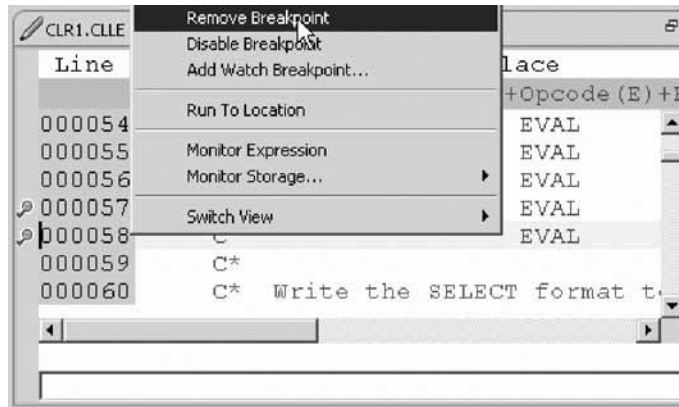 CLR1.CLLE
Remove Breakpoint
Disable Breakpoint
Add Watch Breakpoint...
Run To Location
Monitor Expression
Monitor Storage...
Switch View
Line lace
+Opcode(E)+
000054 EVAL
000055 EVAL
000056 EVAL
000057 EVAL
000058 C EVAL
000059 C*
000060 C* Write the SELECT format t